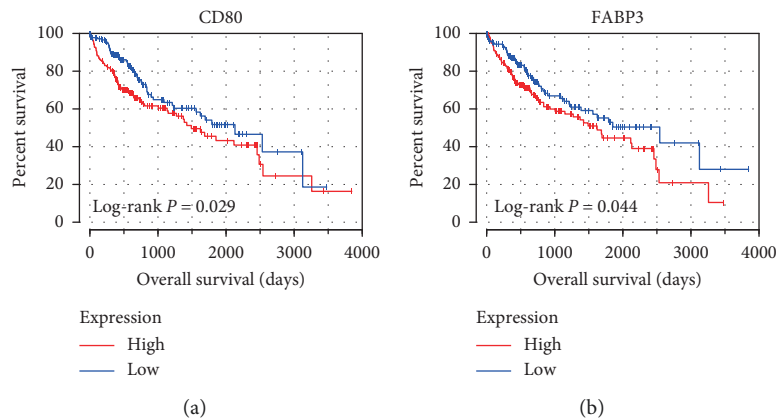 CD80
Percent survival
100
80
60
40
20
0
Log-rank P = 0.029
0 1000 2000 3000 4000
Overall survival (days)
Expression
High
Low
(a)
FABP3
Percent survival
100
80
60
40
20
0
Log-rank P = 0.044
0 1000 2000 3000 4000
Overall survival (days)
Expression
High
Low
(b)